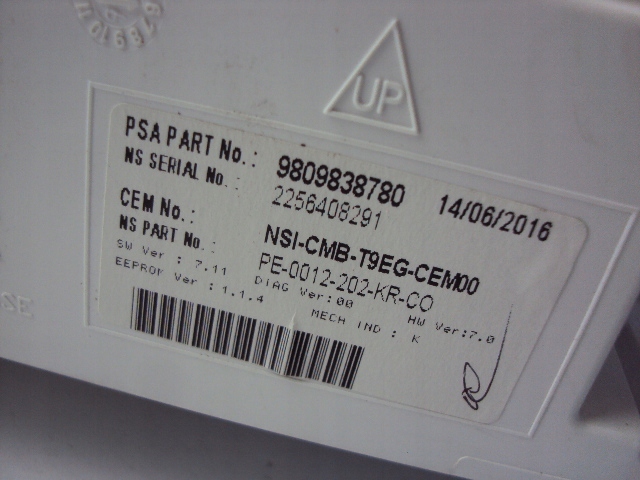 UP
PSA PART No.: 9809838780 14/06/2016
NS SERIAL No.: 2256408291
CEM No.: NSI-CMB-T9EG-CEM00
NS PART No.: PE-0012-202-KR-CO
SW Ver : 7.11 DIAG Ver:00 HW Ver:7.0
EEPROM Ver : 1.1.4 MECH IND : K